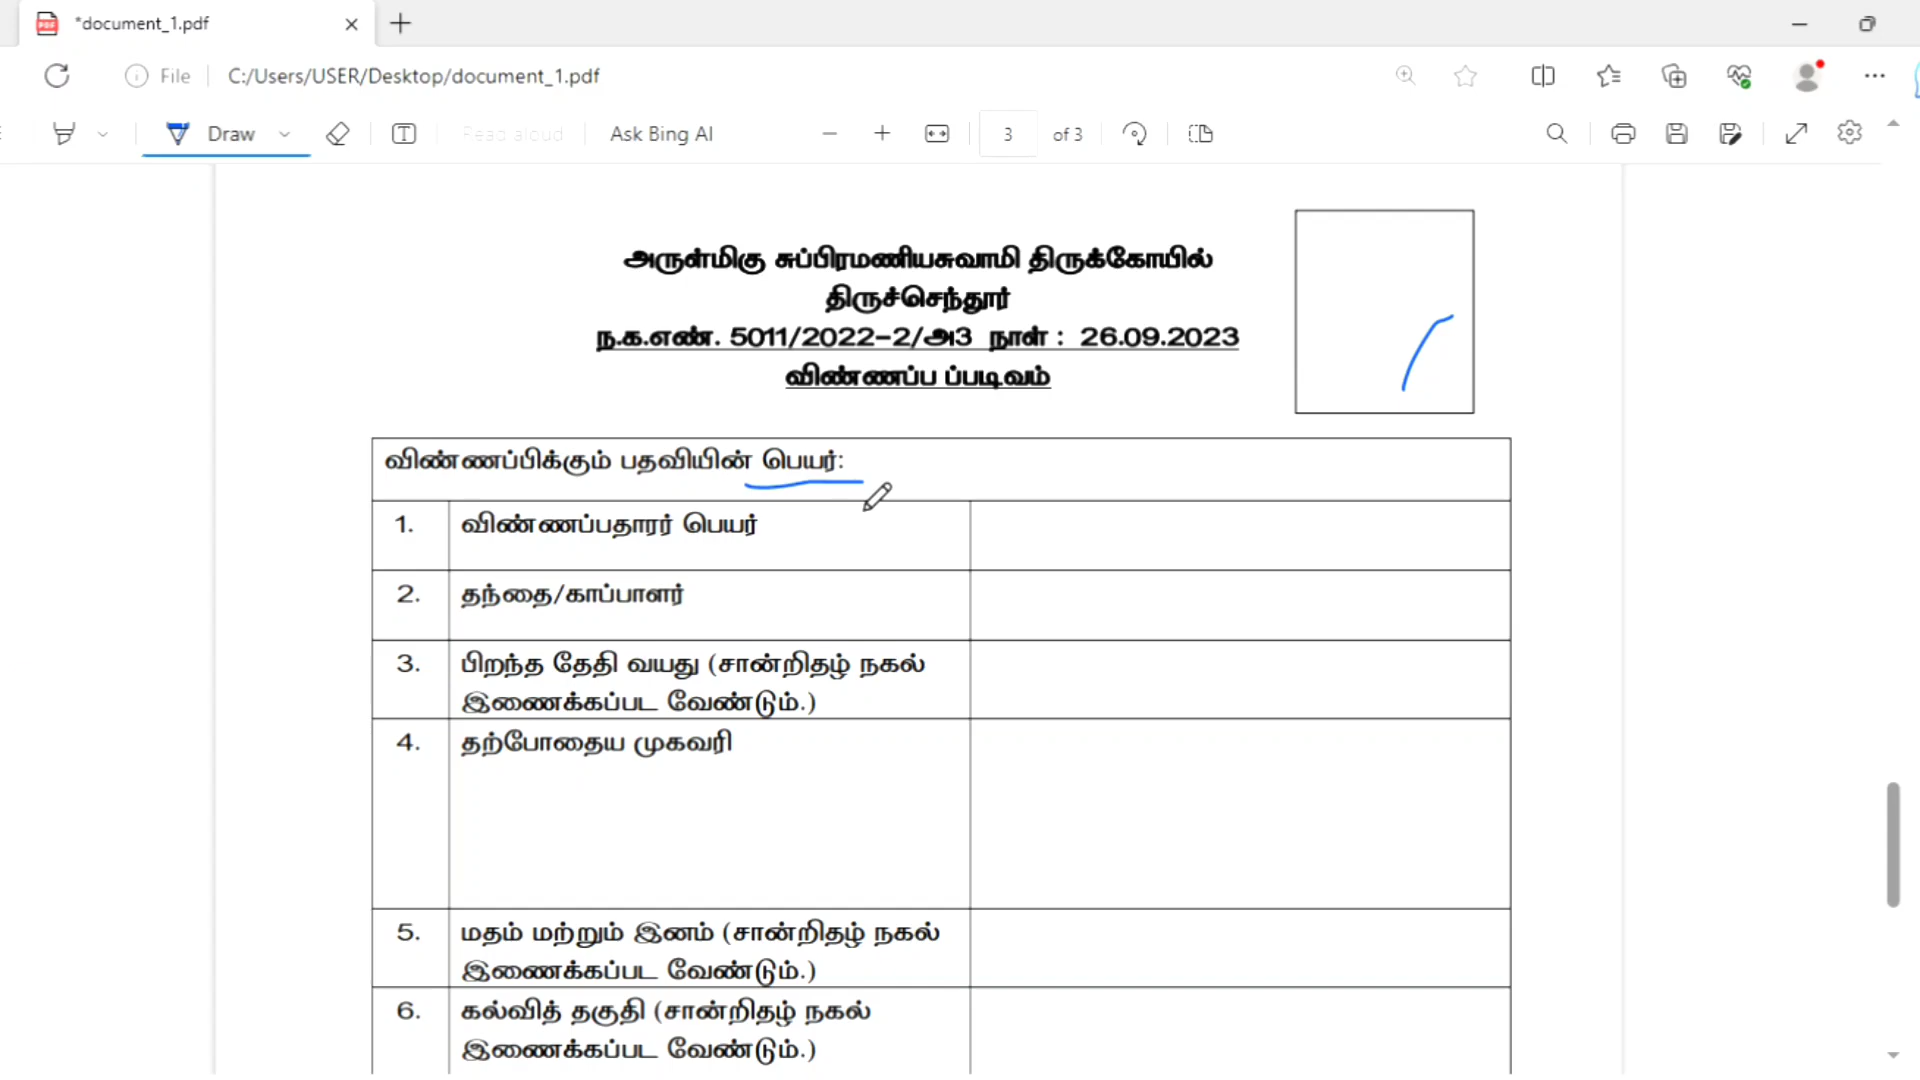 *document_1.pdf
File
C:/Users/USER/Desktop/document_1.pdf
Draw
Read aloud
Ask Bing AI
3
of 3
அருள்மிகு சுப்பிரமணியசுவாமி திருக்கோயில்
திருச்செந்தூர்
ந.க.எண். 5011/2022-2/அ3 நாள் : 26.09.2023
விண்ணப்ப ப்படிவம்
விண்ணப்பிக்கும் பதவியின் பெயர்:
1. விண்ணப்பதாரர் பெயர்
2. தந்தை/காப்பாளர்
3. பிறந்த தேதி வயது (சான்றிதழ் நகல்
இணைக்கப்பட வேண்டும்.)
4. தற்போதைய முகவரி
5. மதம் மற்றும் இனம் (சான்றிதழ் நகல்
இணைக்கப்பட வேண்டும்.)
6. கல்வித் தகுதி (சான்றிதழ் நகல்
இணைக்கப்பட வேண்டும்.)